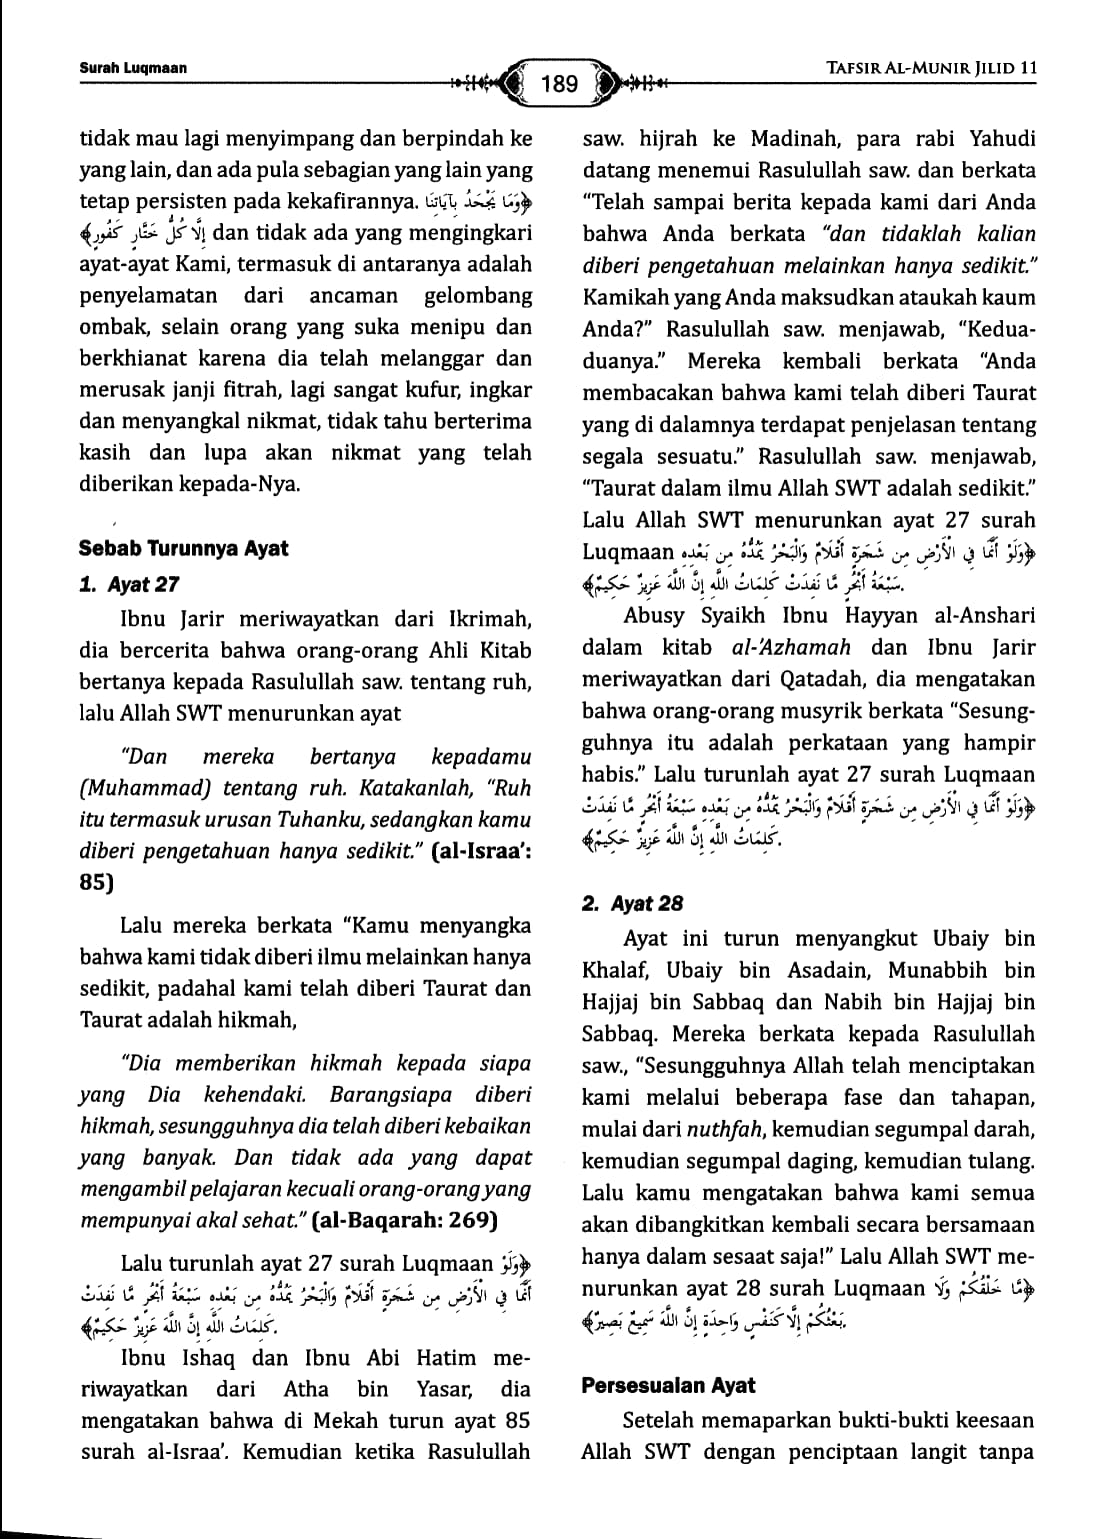 Surah Luqmaan
189
TAFSIR AL-MUNIR JILID 11
tidak mau lagi menyimpang dan berpindah ke
yang lain, dan ada pula sebagian yang lain yang
tetap persisten pada kekafirannya. ﴿وَمَا يَجْحَدُ بِآيَاتِنَا
إِلَّا كُلُّ خَتَّارٍ كَفُورٍ﴾ dan tidak ada yang mengingkari
ayat-ayat Kami, termasuk di antaranya adalah
penyelamatan dari ancaman gelombang
ombak, selain orang yang suka menipu dan
berkhianat karena dia telah melanggar dan
merusak janji fitrah, lagi sangat kufur, ingkar
dan menyangkal nikmat, tidak tahu berterima
kasih dan lupa akan nikmat yang telah
diberikan kepada-Nya.
Sebab Turunnya Ayat
1. Ayat 27
Ibnu Jarir meriwayatkan dari Ikrimah,
dia bercerita bahwa orang-orang Ahli Kitab
bertanya kepada Rasulullah saw. tentang ruh,
lalu Allah SWT menurunkan ayat
“Dan mereka bertanya kepadamu
(Muhammad) tentang ruh. Katakanlah, “Ruh
itu termasuk urusan Tuhanku, sedangkan kamu
diberi pengetahuan hanya sedikit.” (al-Israa’:
85)
Lalu mereka berkata “Kamu menyangka
bahwa kami tidak diberi ilmu melainkan hanya
sedikit, padahal kami telah diberi Taurat dan
Taurat adalah hikmah,
“Dia memberikan hikmah kepada siapa
yang Dia kehendaki. Barangsiapa diberi
hikmah, sesungguhnya dia telah diberi kebaikan
yang banyak. Dan tidak ada yang dapat
mengambil pelajaran kecuali orang-orang yang
mempunyai akal sehat.” (al-Baqarah: 269)
Lalu turunlah ayat 27 surah Luqmaan ﴿وَلَوْ
أَنَّمَا فِي الْأَرْضِ مِن شَجَرَةٍ أَقْلَامٌ وَالْبَحْرُ يَمُدُّهُ مِن بَعْدِهِ سَبْعَةُ أَبْحُرٍ مَّا نَفِدَتْ
كَلِمَاتُ اللَّهِ إِنَّ اللَّهَ عَزِيزٌ حَكِيمٌ﴾.
Ibnu Ishaq dan Ibnu Abi Hatim me-
riwayatkan dari Atha bin Yasar, dia
mengatakan bahwa di Mekah turun ayat 85
surah al-Israa’. Kemudian ketika Rasulullah
saw. hijrah ke Madinah, para rabi Yahudi
datang menemui Rasulullah saw. dan berkata
“Telah sampai berita kepada kami dari Anda
bahwa Anda berkata “dan tidaklah kalian
diberi pengetahuan melainkan hanya sedikit.”
Kamikah yang Anda maksudkan ataukah kaum
Anda?” Rasulullah saw. menjawab, “Kedua-
duanya.” Mereka kembali berkata “Anda
membacakan bahwa kami telah diberi Taurat
yang di dalamnya terdapat penjelasan tentang
segala sesuatu.” Rasulullah saw. menjawab,
“Taurat dalam ilmu Allah SWT adalah sedikit.”
Lalu Allah SWT menurunkan ayat 27 surah
Luqmaan ﴿وَلَوْ أَنَّمَا فِي الْأَرْضِ مِن شَجَرَةٍ أَقْلَامٌ وَالْبَحْرُ يَمُدُّهُ مِن بَعْدِهِ
سَبْعَةُ أَبْحُرٍ مَّا نَفِدَتْ كَلِمَاتُ اللَّهِ إِنَّ اللَّهَ عَزِيزٌ حَكِيمٌ﴾.
Abusy Syaikh Ibnu Hayyan al-Anshari
dalam kitab al-’Azhamah dan Ibnu Jarir
meriwayatkan dari Qatadah, dia mengatakan
bahwa orang-orang musyrik berkata “Sesung-
guhnya itu adalah perkataan yang hampir
habis.” Lalu turunlah ayat 27 surah Luqmaan
﴿وَلَوْ أَنَّمَا فِي الْأَرْضِ مِن شَجَرَةٍ أَقْلَامٌ وَالْبَحْرُ يَمُدُّهُ مِن بَعْدِهِ سَبْعَةُ أَبْحُرٍ مَّا نَفِدَتْ
كَلِمَاتُ اللَّهِ إِنَّ اللَّهَ عَزِيزٌ حَكِيمٌ﴾.
2. Ayat 28
Ayat ini turun menyangkut Ubaiy bin
Khalaf, Ubaiy bin Asadain, Munabbih bin
Hajjaj bin Sabbaq dan Nabih bin Hajjaj bin
Sabbaq. Mereka berkata kepada Rasulullah
saw., “Sesungguhnya Allah telah menciptakan
kami melalui beberapa fase dan tahapan,
mulai dari nuthfah, kemudian segumpal darah,
kemudian segumpal daging, kemudian tulang.
Lalu kamu mengatakan bahwa kami semua
akan dibangkitkan kembali secara bersamaan
hanya dalam sesaat saja!” Lalu Allah SWT me-
nurunkan ayat 28 surah Luqmaan ﴿مَّا خَلْقُكُمْ وَلَا
بَعْثُكُمْ إِلَّا كَنَفْسٍ وَاحِدَةٍ إِنَّ اللَّهَ سَمِيعٌ بَصِيرٌ﴾.
Persesuaian Ayat
Setelah memaparkan bukti-bukti keesaan
Allah SWT dengan penciptaan langit tanpa